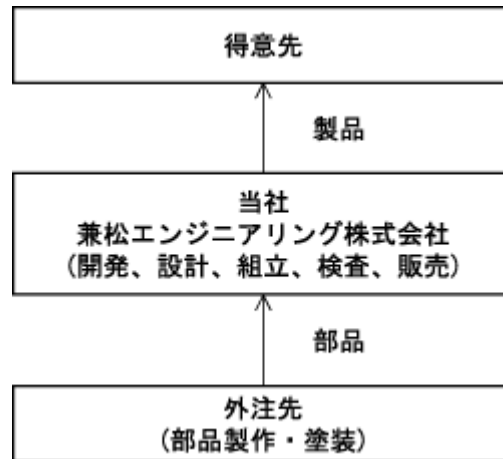 得意先
製品
当社
兼松エンジニアリング株式会社
(開発、設計、組立、検査、販売)
部品
外注先
(部品製作・塗装)